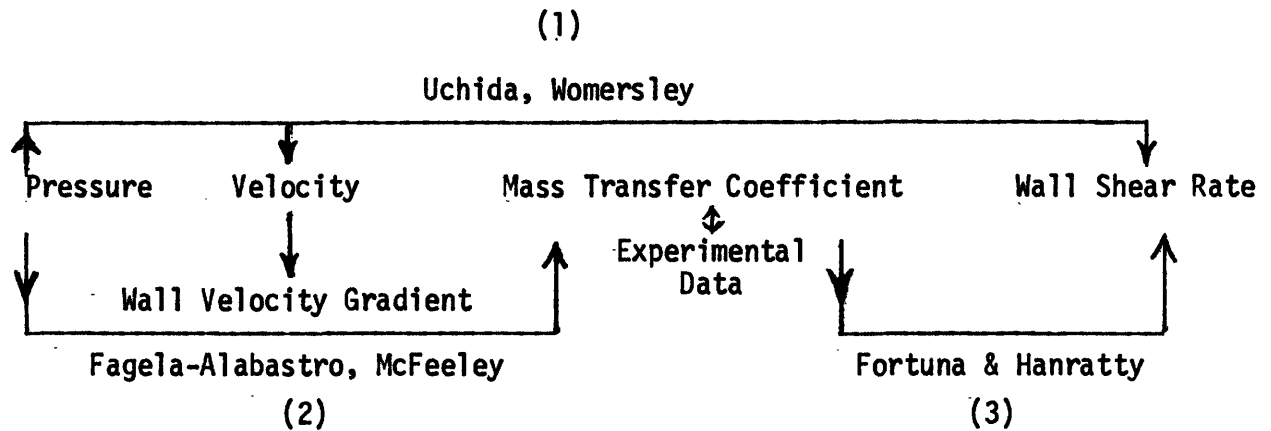 (1)
Uchida, Womersley
Pressure Velocity Mass Transfer Coefficient Wall Shear Rate
Experimental
Data
Wall Velocity Gradient
Fagela-Alabastro, McFeeley Fortuna & Hanratty
(2) (3)